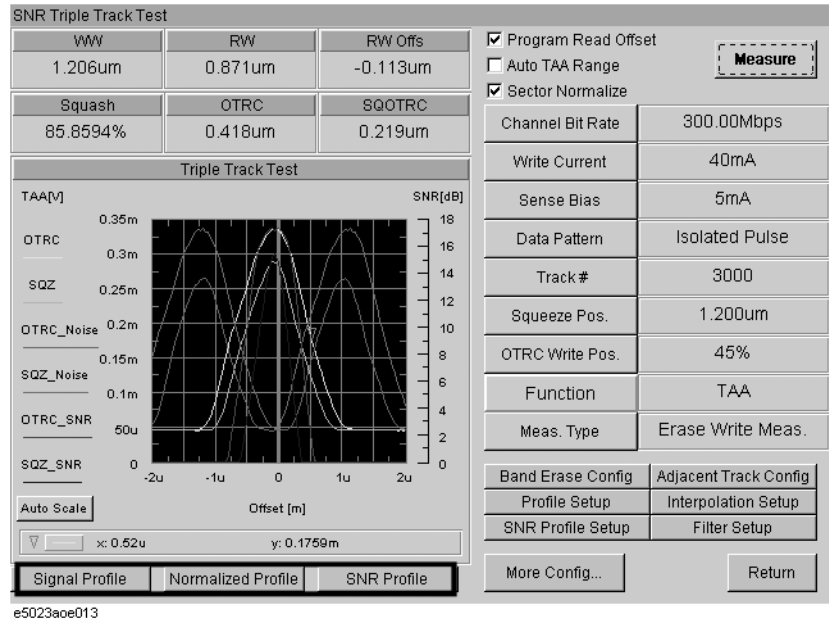 SNR Triple Track Test
WW RW RW Offs
1.206um 0.871um -0.113um
Squash OTRC SQOTRC
85.8594% 0.418um 0.219um
Triple Track Test
TAA[V] SNR[dB]
OTRC
SQZ
OTRC_Noise
SQZ_Noise
OTRC_SNR
SQZ_SNR
0.35m
0.3m
0.25m
0.2m
0.15m
0.1m
50u
0
18
16
14
12
10
8
6
4
2
0
-2u -1u 0 1u 2u
Auto Scale
Offset [m]
x: 0.52u y: 0.1759m
Signal Profile Normalized Profile SNR Profile
Program Read Offset
Auto TAA Range
Sector Normalize
Measure
Channel Bit Rate 300.00Mbps
Write Current 40mA
Sense Bias 5mA
Data Pattern Isolated Pulse
Track # 3000
Squeeze Pos. 1.200um
OTRC Write Pos. 45%
Function TAA
Meas. Type Erase Write Meas.
Band Erase Config Adjacent Track Config
Profile Setup Interpolation Setup
SNR Profile Setup Filter Setup
More Config... Return
e5023aoe013